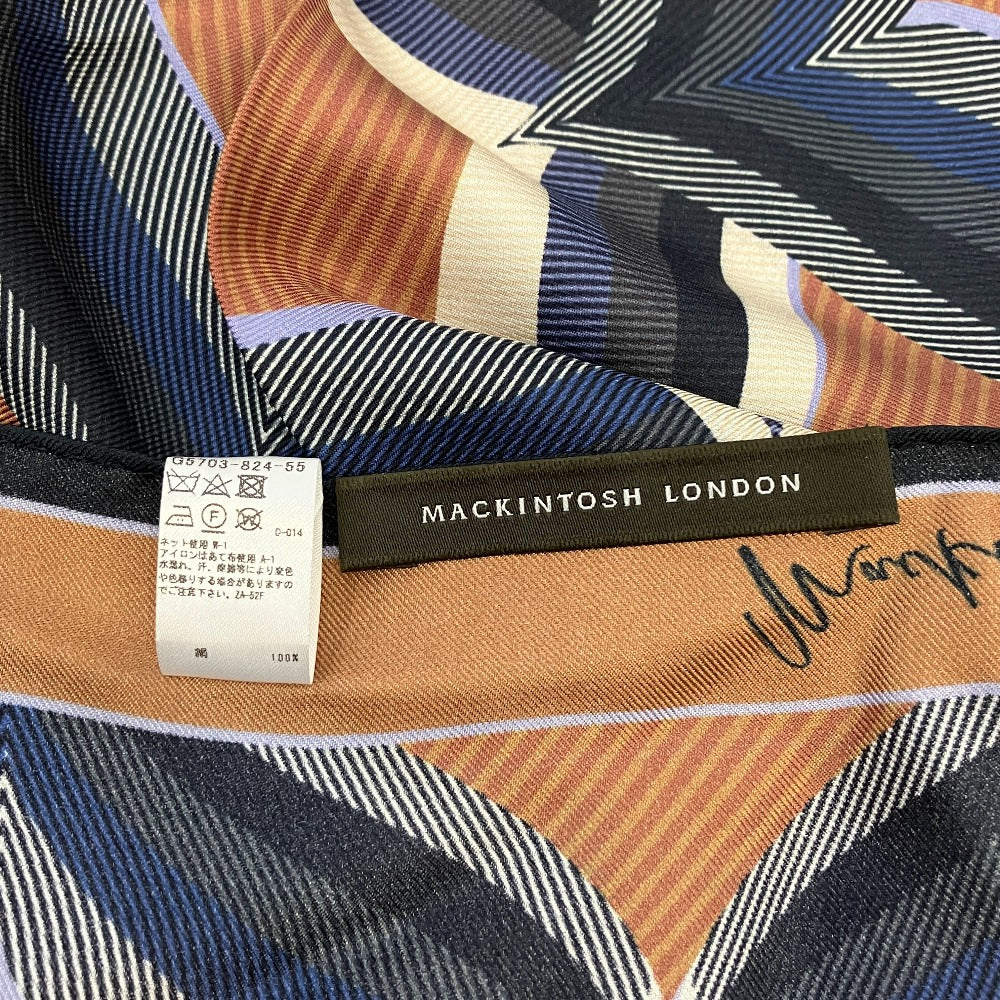 G5703-824-55
D-014
ネット使用 W-1
アイロンはあて布使用 A-1
水濡れ、汗、摩擦等により変色
や色移りする場合がありますの
でご注意下さい。ZA-52F
絹 100%
MACKINTOSH LONDON